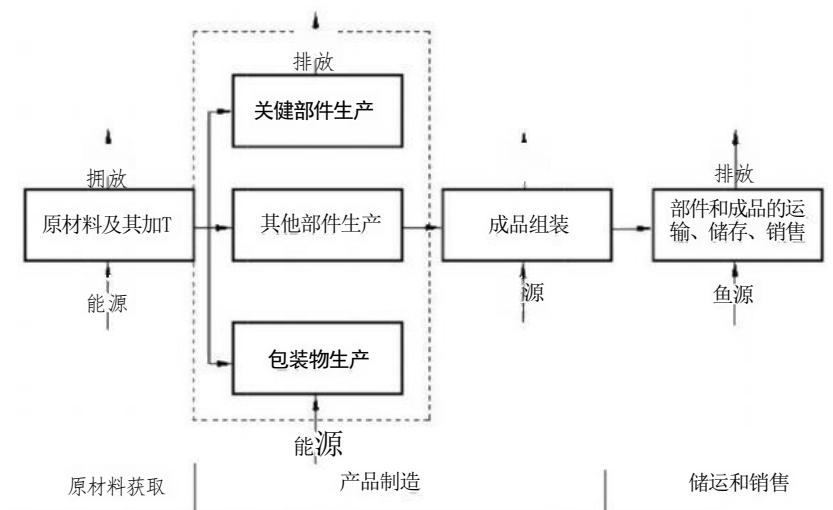 排放
关健部件生产
拥放
原材料及其加T
其他部件生产
成品组装
排放
部件和成品的运
输、储存、销售
能源
源
鱼源
包装物生产
能源
原材料获取
产品制造
储运和销售